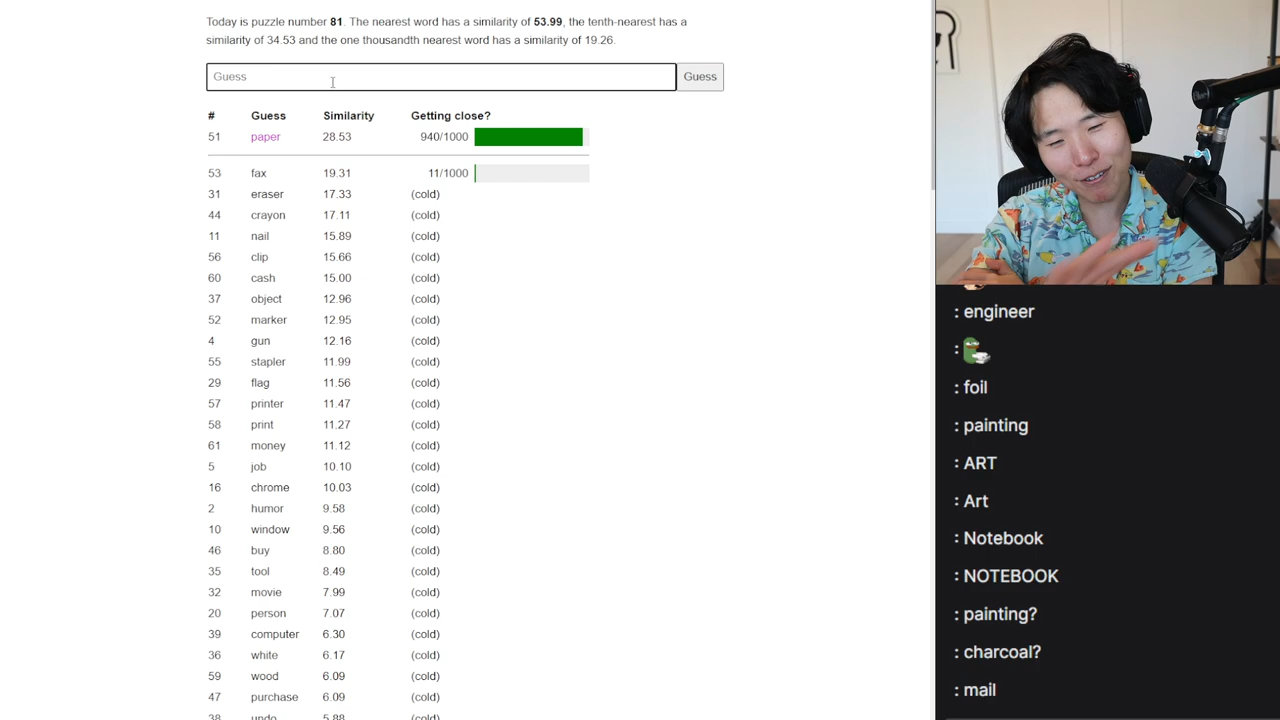 Today is puzzle number 81. The nearest word has a similarity of 53.99, the tenth-nearest has a
similarity of 34.53 and the one thousandth nearest word has a similarity of 19.26.
Guess Guess
# Guess Similarity Getting close?
51 paper 28.53 940/1000
53 fax 19.31 11/1000
31 eraser 17.33 (cold)
44 crayon 17.11 (cold)
11 nail 15.89 (cold)
56 clip 15.66 (cold)
60 cash 15.00 (cold)
37 object 12.96 (cold)
52 marker 12.95 (cold)
4 gun 12.16 (cold)
55 stapler 11.99 (cold)
29 flag 11.56 (cold)
57 printer 11.47 (cold)
58 print 11.27 (cold)
61 money 11.12 (cold)
5 job 10.10 (cold)
16 chrome 10.03 (cold)
2 humor 9.58 (cold)
10 window 9.56 (cold)
46 buy 8.80 (cold)
35 tool 8.49 (cold)
32 movie 7.99 (cold)
20 person 7.07 (cold)
39 computer 6.30 (cold)
36 white 6.17 (cold)
59 wood 6.09 (cold)
47 purchase 6.09 (cold)
38 undo 5.88 (cold)
: engineer
:
: foil
: painting
: ART
: Art
: Notebook
: NOTEBOOK
: painting?
: charcoal?
: mail